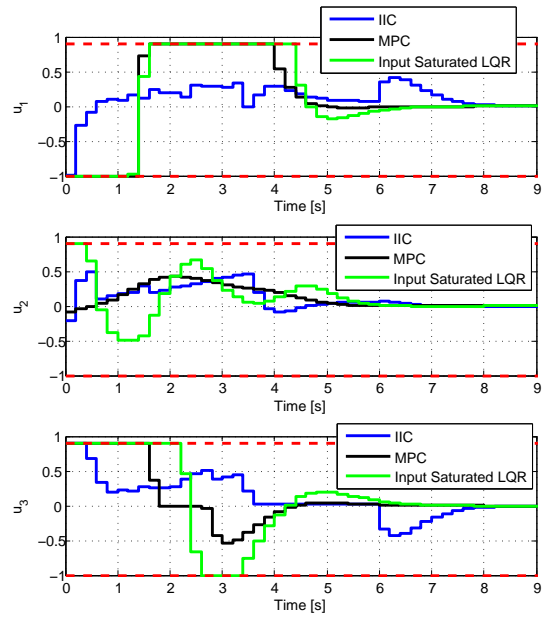 IIC
MPC
Input Saturated LQR
1
0.5
0
−0.5
−1
u1
0 1 2 3 4 5 6 7 8 9
Time [s]
IIC
MPC
Input Saturated LQR
1
0.5
0
−0.5
−1
u2
0 1 2 3 4 5 6 7 8 9
Time [s]
IIC
MPC
Input Saturated LQR
1
0.5
0
−0.5
−1
u3
0 1 2 3 4 5 6 7 8 9
Time [s]